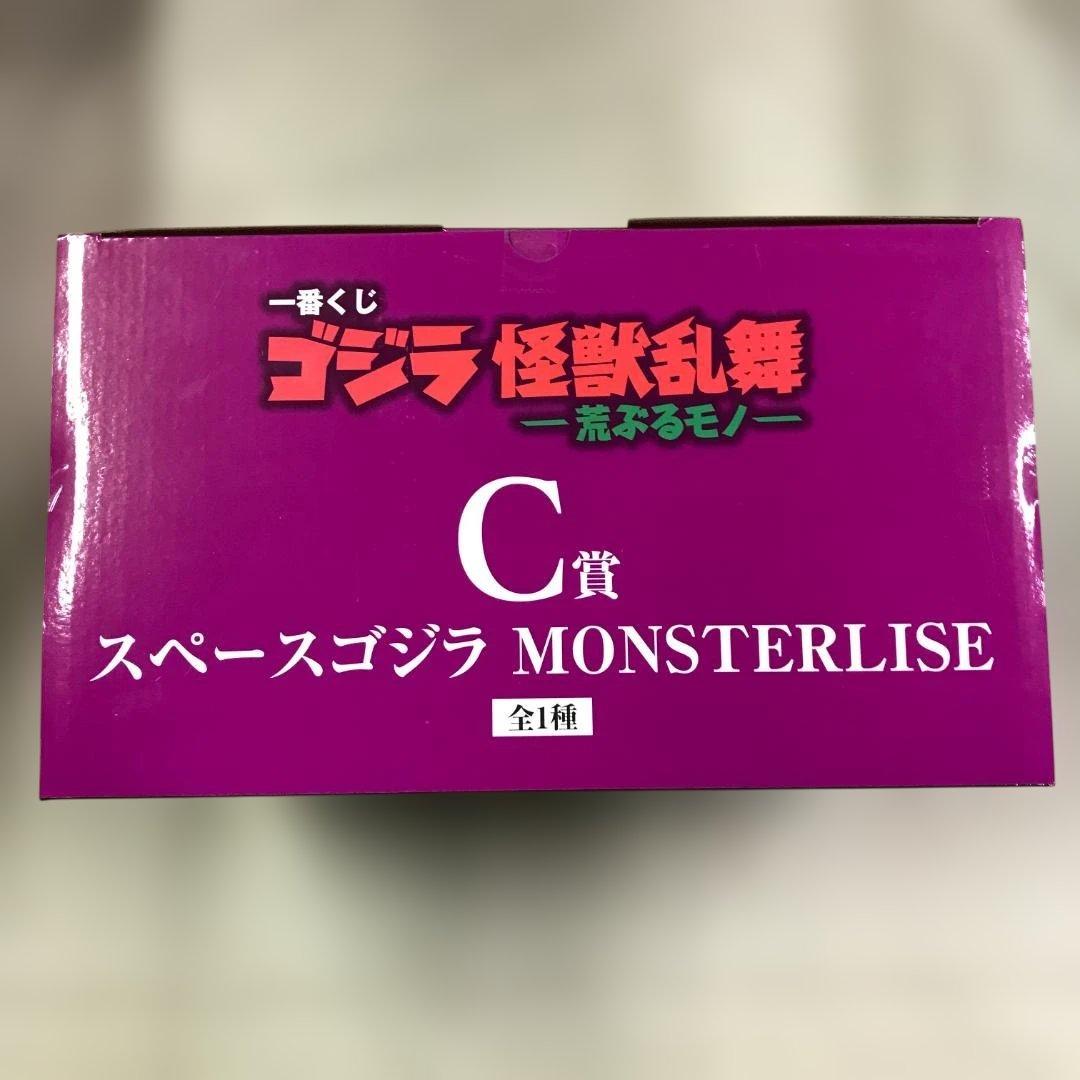 一番くじ
ゴジラ 怪獣乱舞
ー荒ぶるモノー
C賞
スペースゴジラ MONSTERLISE
全1種